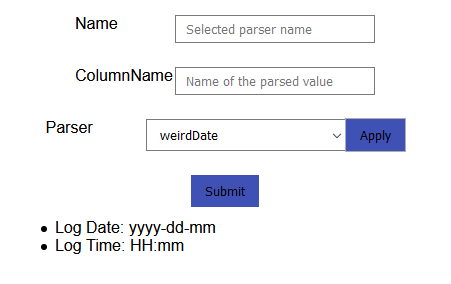 Name Selected parser name
ColumnName Name of the parsed value
Parser weirdDate Apply
Submit
Log Date: yyyy-dd-mm
Log Time: HH:mm